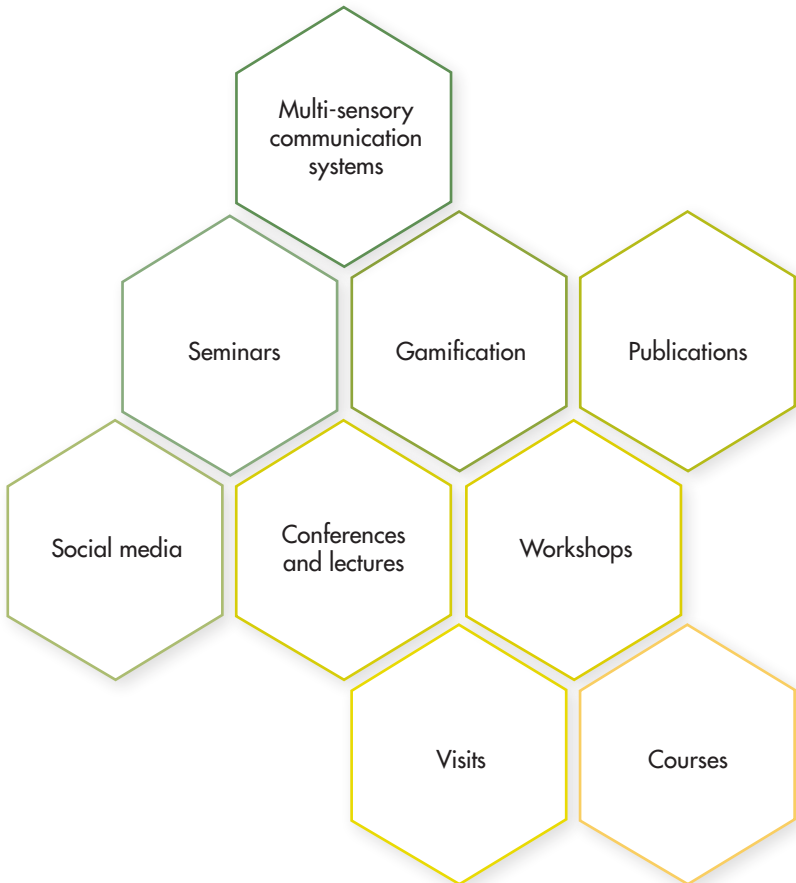 Multi-sensory
communication
systems
Seminars
Gamification
Publications
Social media
Conferences
and lectures
Workshops
Visits
Courses